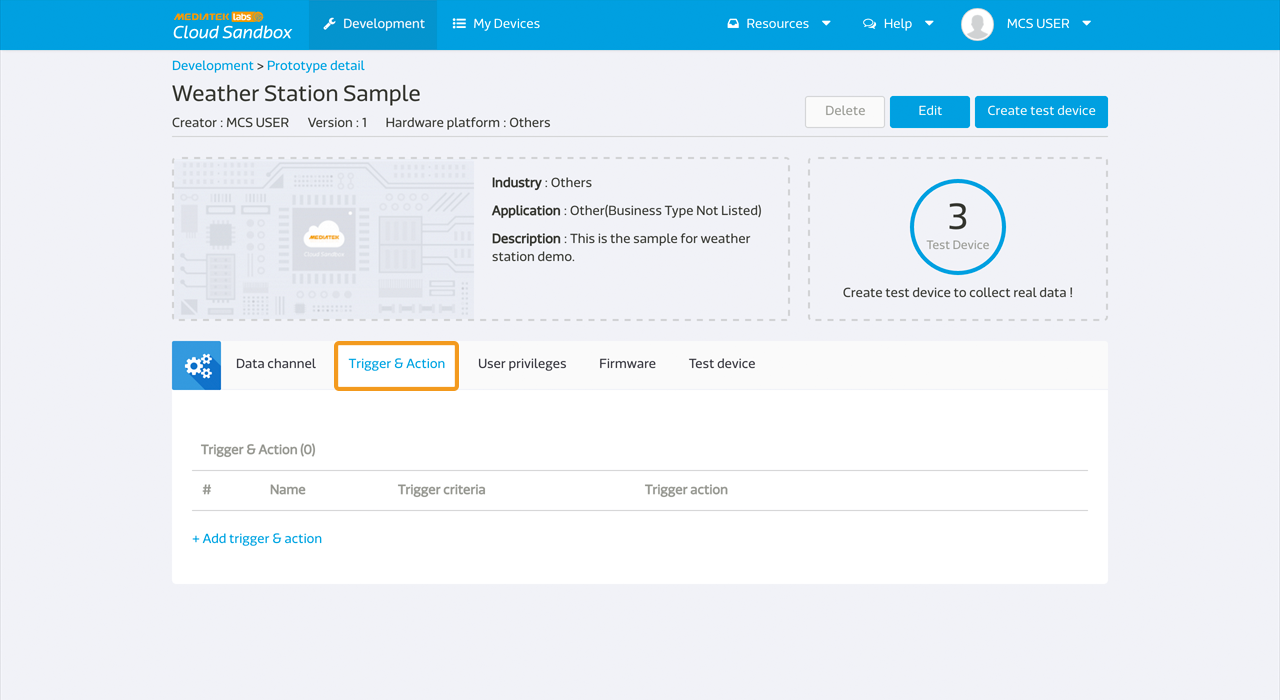 MEDIATEK labs
Cloud Sandbox
Development
My Devices
Resources
Help
MCS USER
Development > Prototype detail
Weather Station Sample
Creator : MCS USER Version : 1 Hardware platform : Others
Delete
Edit
Create test device
MEDIATEK
Cloud Sandbox
Industry : Others
Application : Other(Business Type Not Listed)
Description : This is the sample for weather
station demo.
3
Test Device
Create test device to collect real data !
Data channel
Trigger & Action
User privileges
Firmware
Test device
Trigger & Action (0)
# Name Trigger criteria Trigger action
+ Add trigger & action